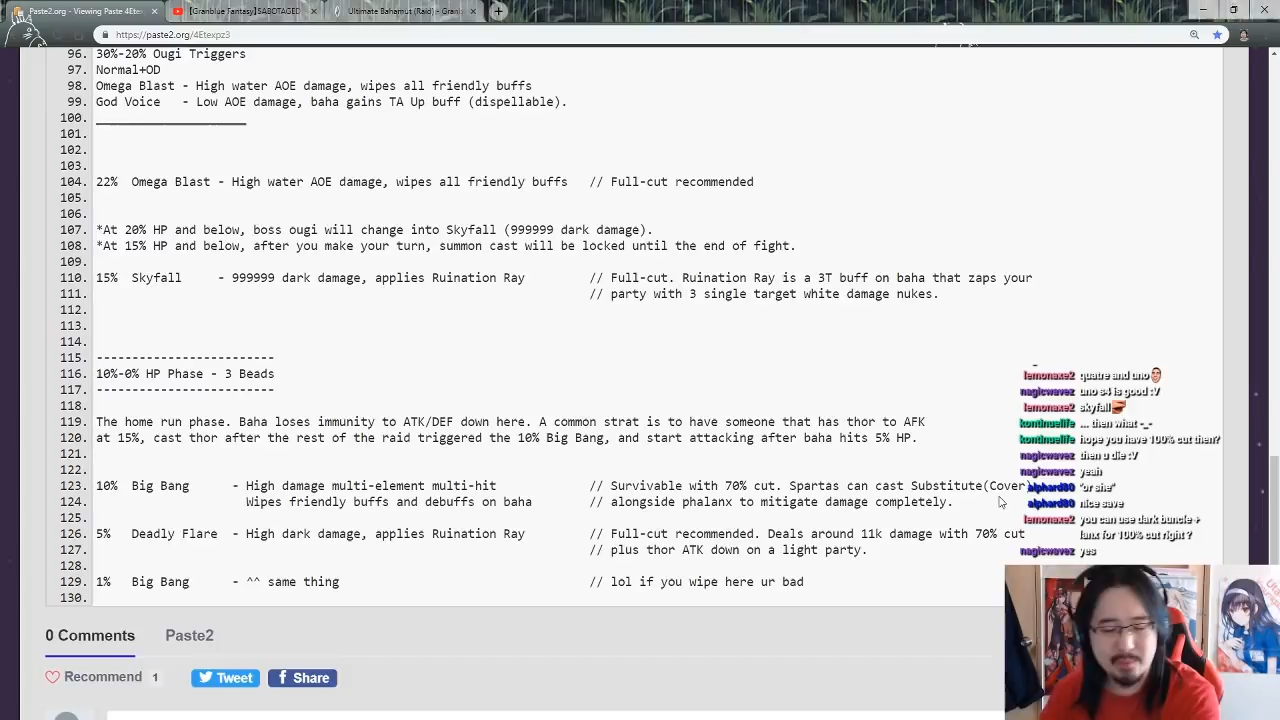 Paste2.org - Viewing Paste 4Etex
[Granblue Fantasy]SABOTAGED
Ultimate Bahamut (Raid) - Gran
https://paste2.org/4Etexpz3
96. 30%-20% Ougi Triggers
97. Normal+OD
98. Omega Blast - High water AOE damage, wipes all friendly buffs
99. God Voice - Low AOE damage, baha gains TA Up buff (dispellable).
100. _____________________
101.
102.
103.
104. 22% Omega Blast - High water AOE damage, wipes all friendly buffs // Full-cut recommended
105.
106.
107. *At 20% HP and below, boss ougi will change into Skyfall (999999 dark damage).
108. *At 15% HP and below, after you make your turn, summon cast will be locked until the end of fight.
109.
110. 15% Skyfall - 999999 dark damage, applies Ruination Ray // Full-cut. Ruination Ray is a 3T buff on baha that zaps your
111. // party with 3 single target white damage nukes.
112.
113.
114.
115. -------------------------
116. 10%-0% HP Phase - 3 Beads
117. -------------------------
118.
119. The home run phase. Baha loses immunity to ATK/DEF down here. A common strat is to have someone that has thor to AFK
120. at 15%, cast thor after the rest of the raid triggered the 10% Big Bang, and start attacking after baha hits 5% HP.
121.
122.
123. 10% Big Bang - High damage multi-element multi-hit // Survivable with 70% cut. Spartas can cast Substitute(Cover)
124. Wipes friendly buffs and debuffs on baha // alongside phalanx to mitigate damage completely.
125.
126. 5% Deadly Flare - High dark damage, applies Ruination Ray // Full-cut recommended. Deals around 11k damage with 70% cut
127. // plus thor ATK down on a light party.
128.
129. 1% Big Bang - ^^ same thing // lol if you wipe here ur bad
130.
lemonaxe2 quatre and uno
nagicwavez uno s4 is good :V
lemonaxe2 skyfall
kontinuelife ... then what -_-
kontinuelife hope you have 100% cut then?
nagicwavez then u die :V
nagicwavez yeah
alphard80 "or she"
alphard80 nice save
lemonaxe2 you can use dark buncle +
lanx for 100% cut right ?
nagicwavez yes
0 Comments Paste2
Recommend 1 Tweet Share